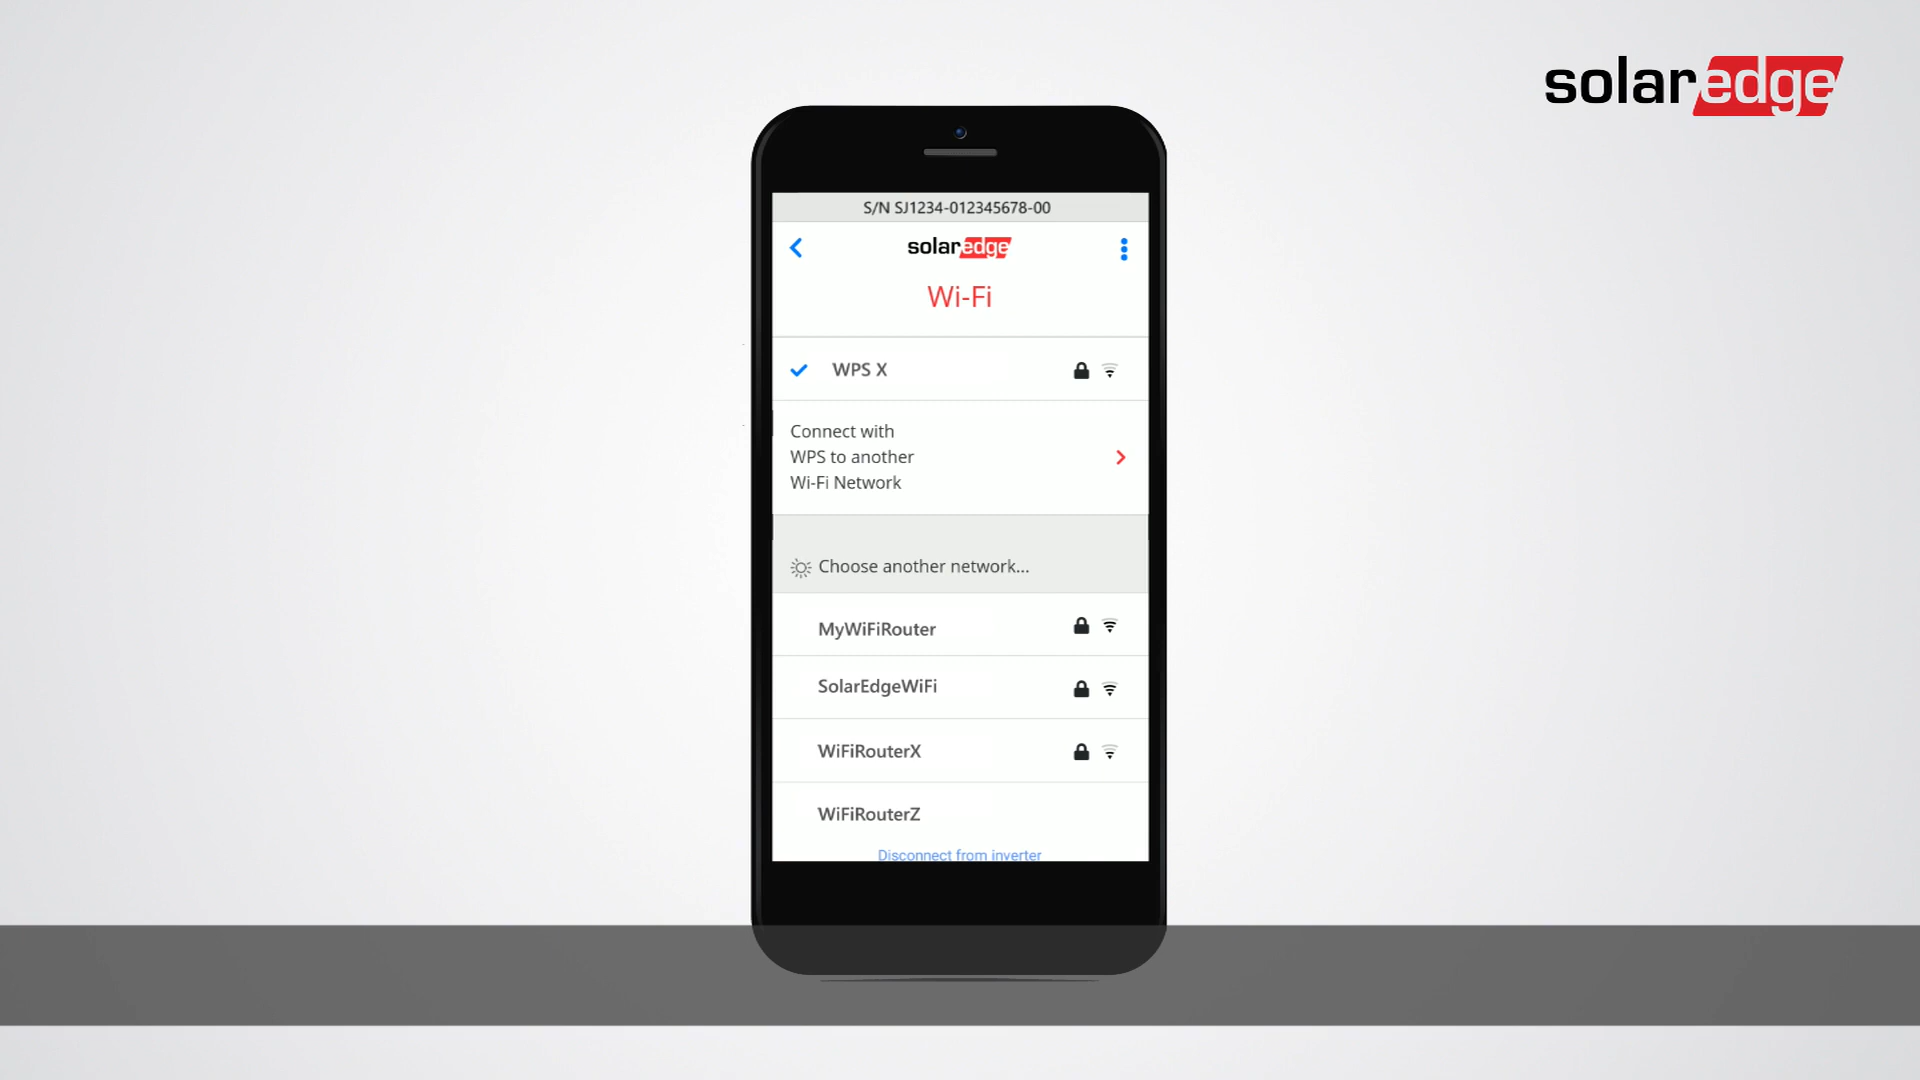 solaredge
S/N SJ1234-012345678-00
solaredge
Wi-Fi
WPS X
Connect with
WPS to another
Wi-Fi Network
Choose another network...
MyWiFiRouter
SolarEdgeWiFi
WiFiRouterX
WiFiRouterZ
Disconnect from inverter